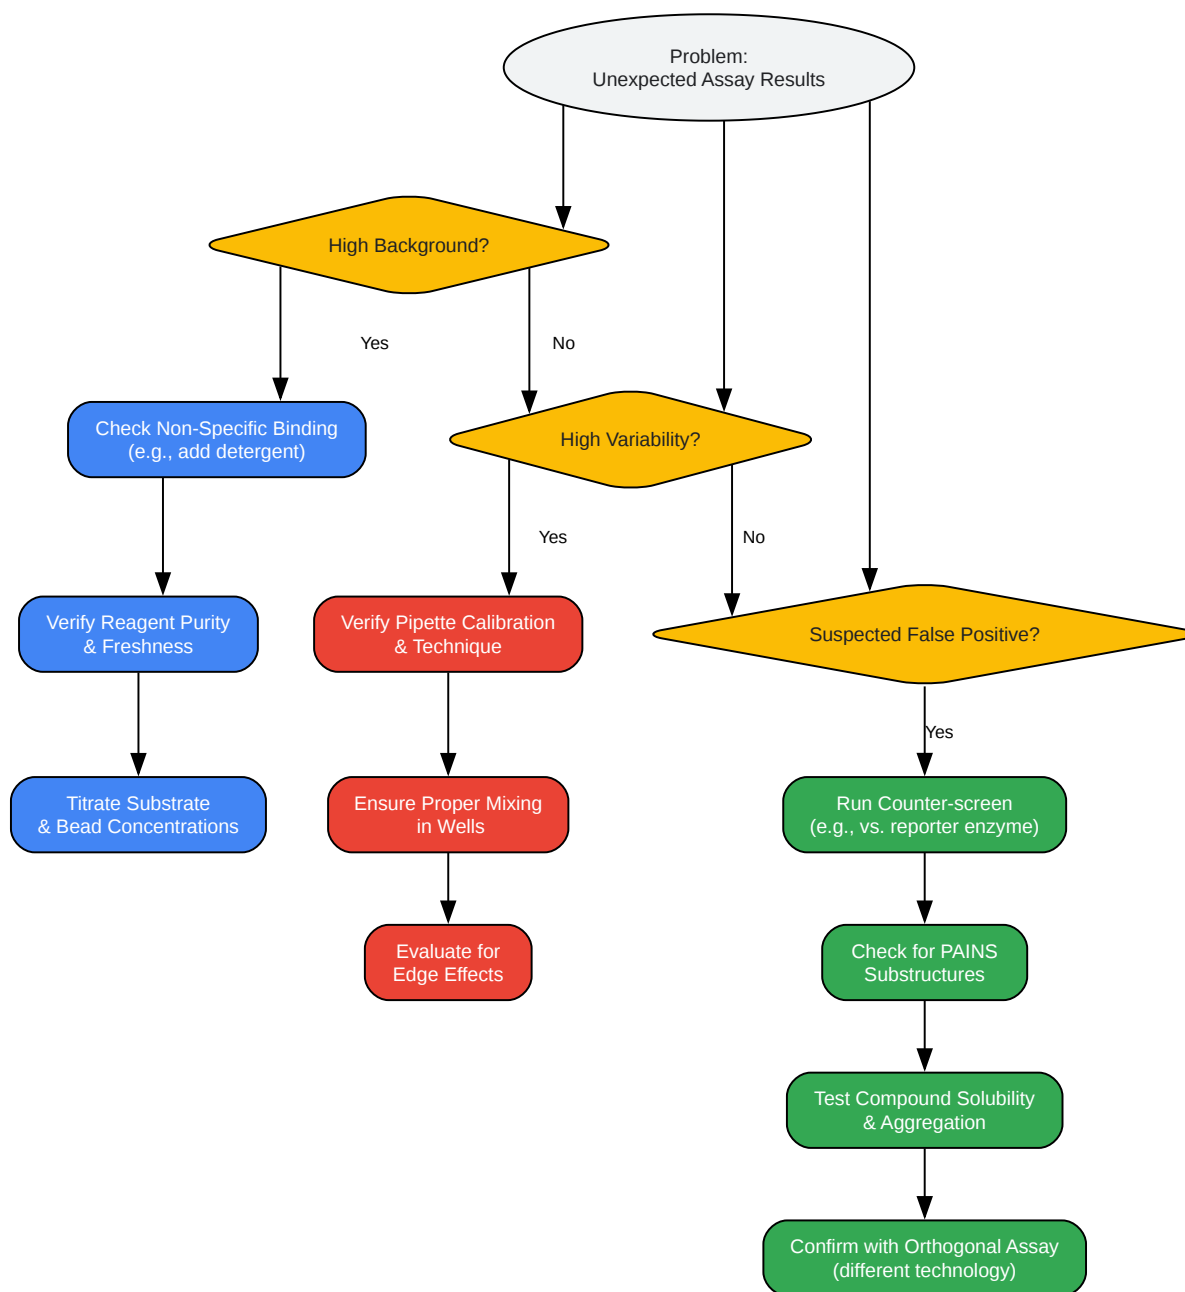 Problem:
Unexpected Assay Results
High Background?
Yes
No
Check Non-Specific Binding
(e.g., add detergent)
High Variability?
Yes
No
Verify Reagent Purity
& Freshness
Verify Pipette Calibration
& Technique
Suspected False Positive?
Yes
Titrate Substrate
& Bead Concentrations
Ensure Proper Mixing
in Wells
Run Counter-screen
(e.g., vs. reporter enzyme)
Evaluate for
Edge Effects
Check for PAINS
Substructures
Test Compound Solubility
& Aggregation
Confirm with Orthogonal Assay
(different technology)